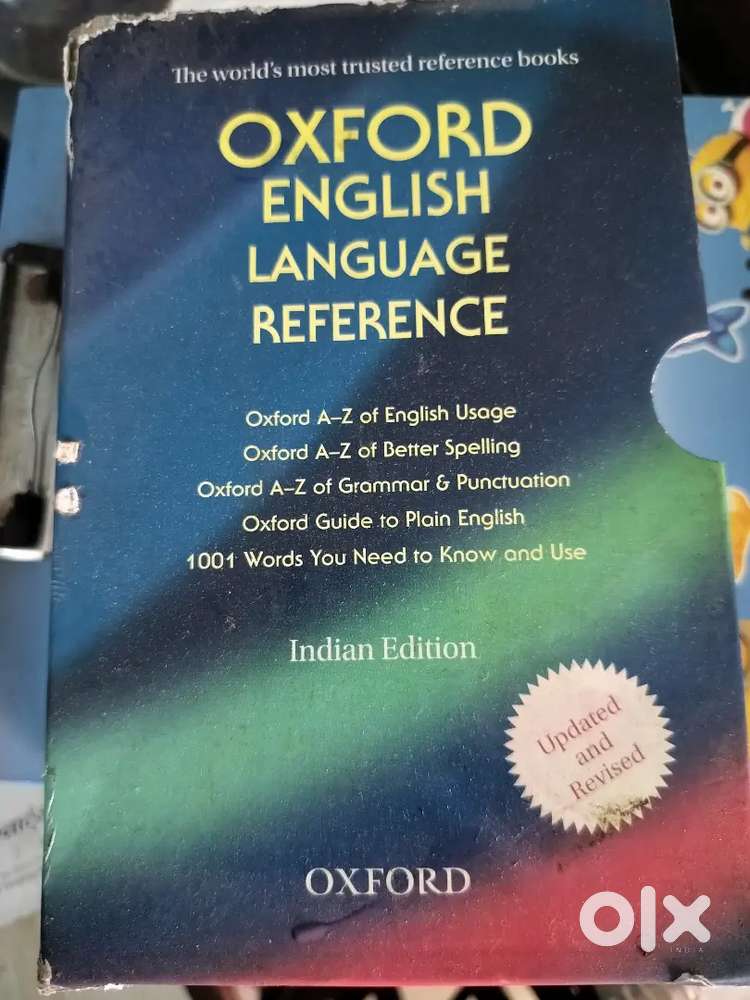 The world's most trusted reference books
OXFORD
ENGLISH
LANGUAGE
REFERENCE
Oxford A–Z of English Usage
Oxford A–Z of Better Spelling
Oxford A–Z of Grammar & Punctuation
Oxford Guide to Plain English
1001 Words You Need to Know and Use
Indian Edition
Updated
and
Revised
OXFORD
olx
INDIA